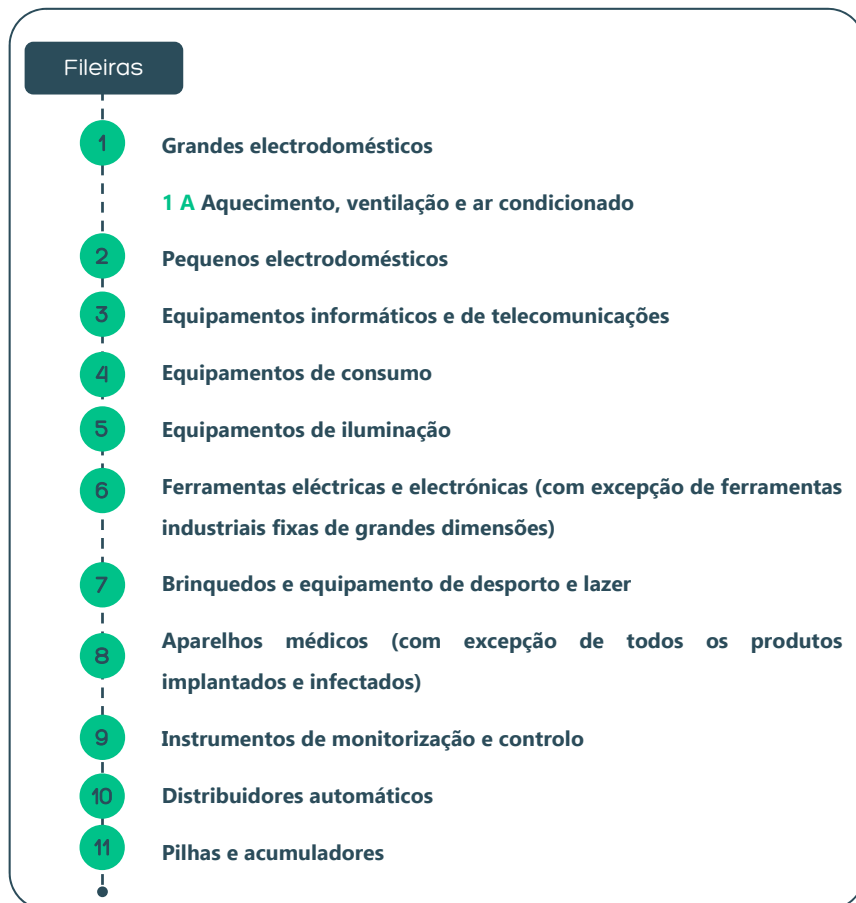 Fileiras
1 Grandes electrodomésticos
1 A Aquecimento, ventilação e ar condicionado
2 Pequenos electrodomésticos
3 Equipamentos informáticos e de telecomunicações
4 Equipamentos de consumo
5 Equipamentos de iluminação
6 Ferramentas eléctricas e electrónicas (com excepção de ferramentas
industriais fixas de grandes dimensões)
7 Brinquedos e equipamento de desporto e lazer
8 Aparelhos médicos (com excepção de todos os produtos
implantados e infectados)
9 Instrumentos de monitorização e controlo
10 Distribuidores automáticos
11 Pilhas e acumuladores